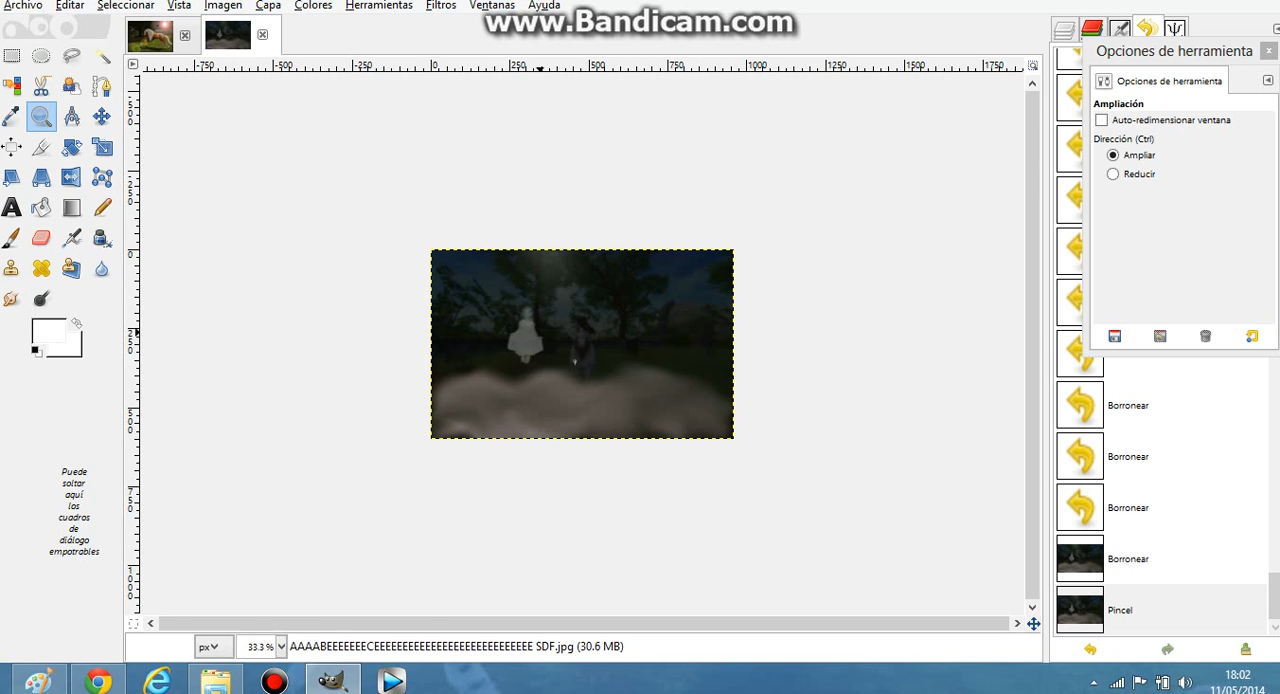 www.Bandicam.com
Archivo Editar Seleccionar Vista Imagen Capa Colores Herramientas Filtros Ventanas Ayuda
Opciones de herramienta
Opciones de herramienta
Ampliación
Auto-redimensionar ventana
Dirección (Ctrl)
Ampliar
Reducir
-750 -500 -250 0 250 500 750 1000 1250 1500 1750
Borronear
Borronear
Borronear
Borronear
Pincel
Puede
soltar
aquí
los
cuadros
de
diálogo
empotrables
px 33.3 % AAAABEEEEEEECEEEEEEEEEEEEEEEEEEEEEEEEEEEE SDF.jpg (30.6 MB)
18:02
11/05/2014